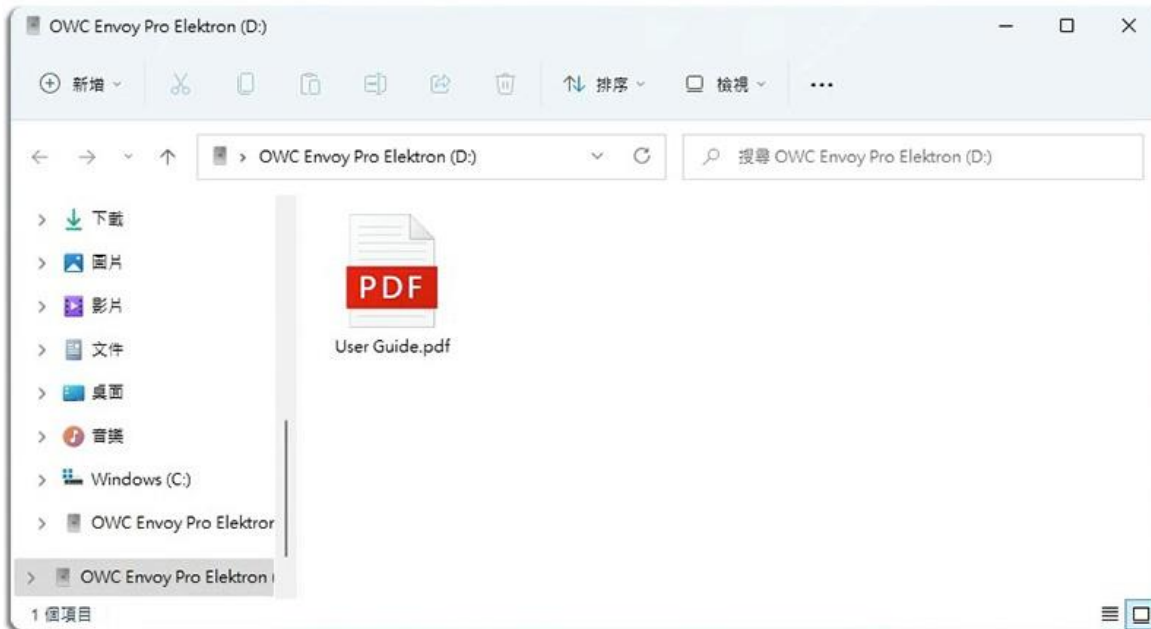 OWC Envoy Pro Elektron (D:)
新增
排序
檢視
OWC Envoy Pro Elektron (D:)
搜尋 OWC Envoy Pro Elektron (D:)
下載
圖片
影片
文件
桌面
音樂
Windows (C:)
OWC Envoy Pro Elektron
OWC Envoy Pro Elektron (
PDF
User Guide.pdf
1 個項目